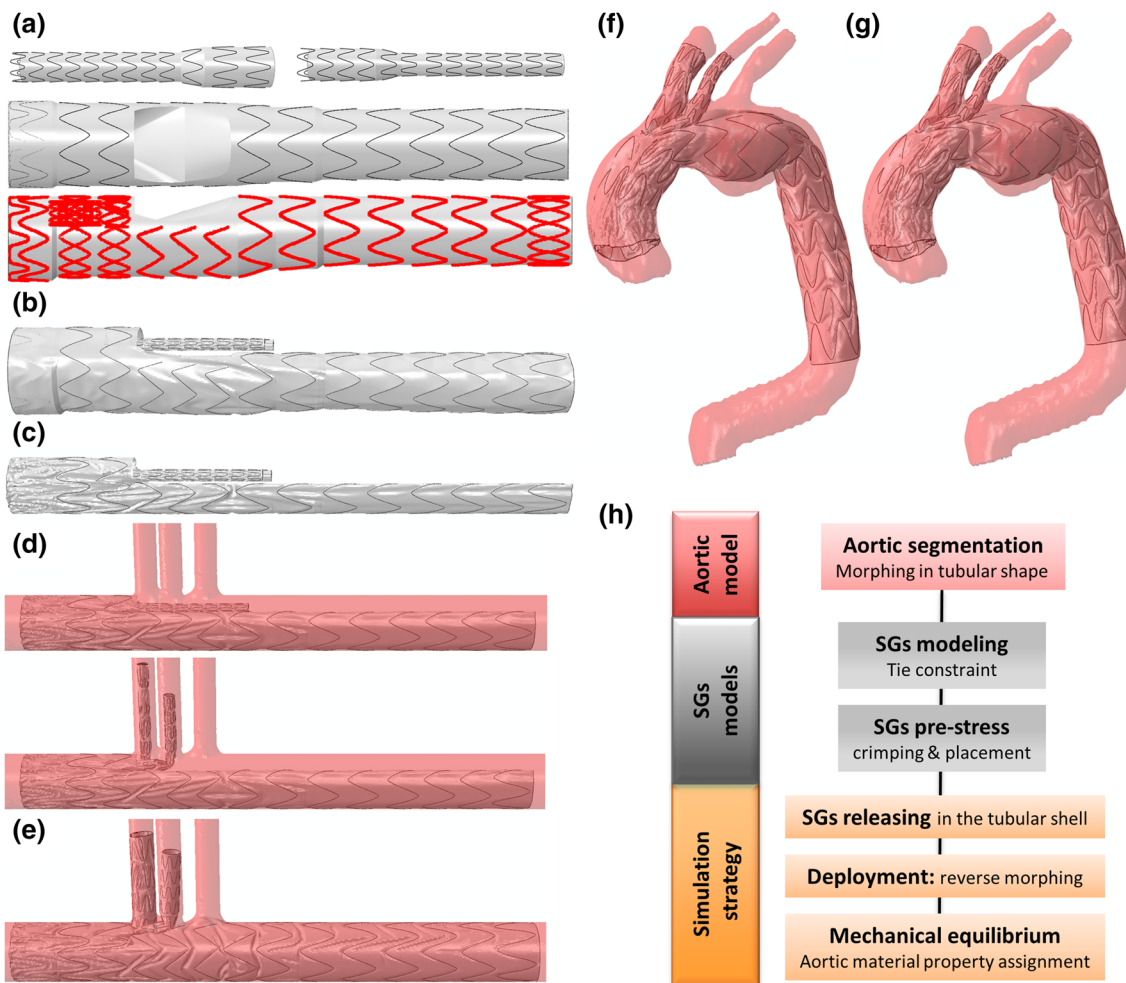 (a)
(b)
(c)
(d)
(e)
(f)
(g)
(h)
Aortic
model
SGs
models
Simulation
strategy
Aortic segmentation
Morphing in tubular shape
SGs modeling
Tie constraint
SGs pre-stress
crimping & placement
SGs releasing in the tubular shell
Deployment: reverse morphing
Mechanical equilibrium
Aortic material property assignment